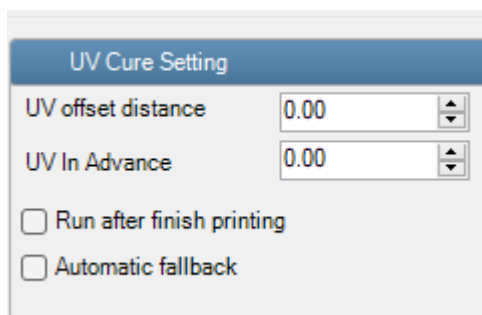 UV Cure Setting
UV offset distance 0.00
UV In Advance 0.00
Run after finish printing
Automatic fallback